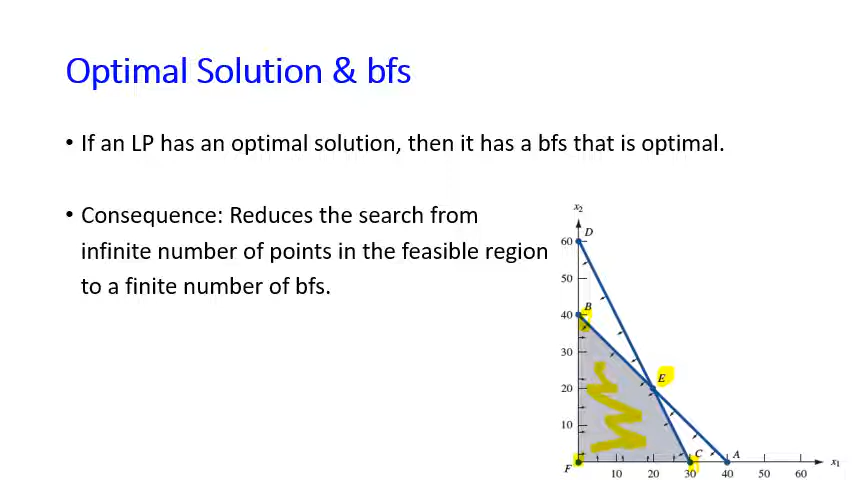 Optimal Solution & bfs
• If an LP has an optimal solution, then it has a bfs that is optimal.
• Consequence: Reduces the search from
infinite number of points in the feasible region
to a finite number of bfs.
x₂
D
60
50
B
40
30
E
20
10
C
A
F
x₁
10 20 30 40 50 60